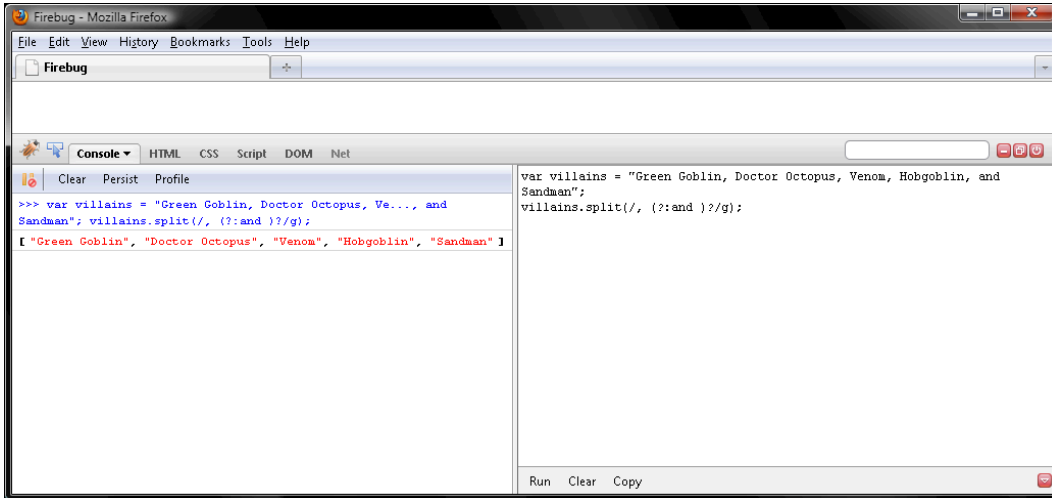 Firebug - Mozilla Firefox
File Edit View History Bookmarks Tools Help
Firebug
Console HTML CSS Script DOM Net
Clear Persist Profile
>>> var villains = "Green Goblin, Doctor Octopus, Ve..., and
Sandman"; villains.split(/, (?:and )?/g);
[ "Green Goblin", "Doctor Octopus", "Venom", "Hobgoblin", "Sandman" ]
var villains = "Green Goblin, Doctor Octopus, Venom, Hobgoblin, and
Sandman";
villains.split(/, (?:and )?/g);
Run Clear Copy